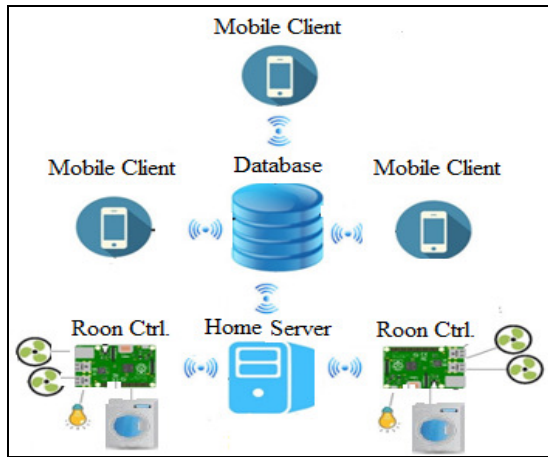 Mobile Client
Mobile Client
Database
Mobile Client
Roon Ctrl.
Home Server
Roon Ctrl.